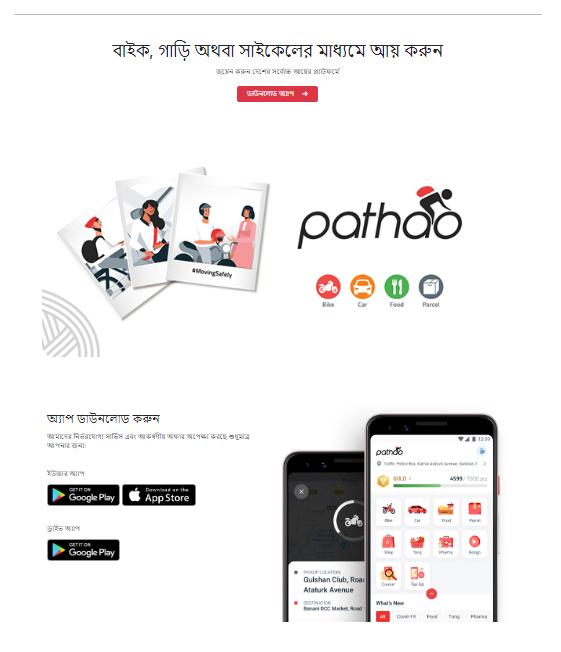 বাইক, গাড়ি অথবা সাইকেলের মাধ্যমে আয় করুন
জয়েন করুন দেশের সর্বোচ্চ আয়ের প্ল্যাটফর্মে
ডাউনলোড অ্যাপ →
#MovingSafely
pathao
Bike Car Food Parcel
অ্যাপ ডাউনলোড করুন
আমাদের নির্ভরযোগ্য সার্ভিস এবং আকর্ষণীয় অফার অপেক্ষা করছে শুধুমাত্র
আপনার জন্য।
ইউজার অ্যাপ
GET IT ON
Google Play
Download on the
App Store
ড্রাইভ অ্যাপ
GET IT ON
Google Play
PICKUP LOCATION
Gulshan Club, Road
Ataturk Avenue
DESTINATION
Banani DCC Market, Road
12:30
pathao
Traffic Police Box, Kamal Ataturk Avenue, Gulshan 2
GOLD
4599/ 7500 pts
Bike Car Food Parcel
Shop Tong Pharma Bongo
Courier Top-Up
What's New
All Covid-19 Food Tong Pharma